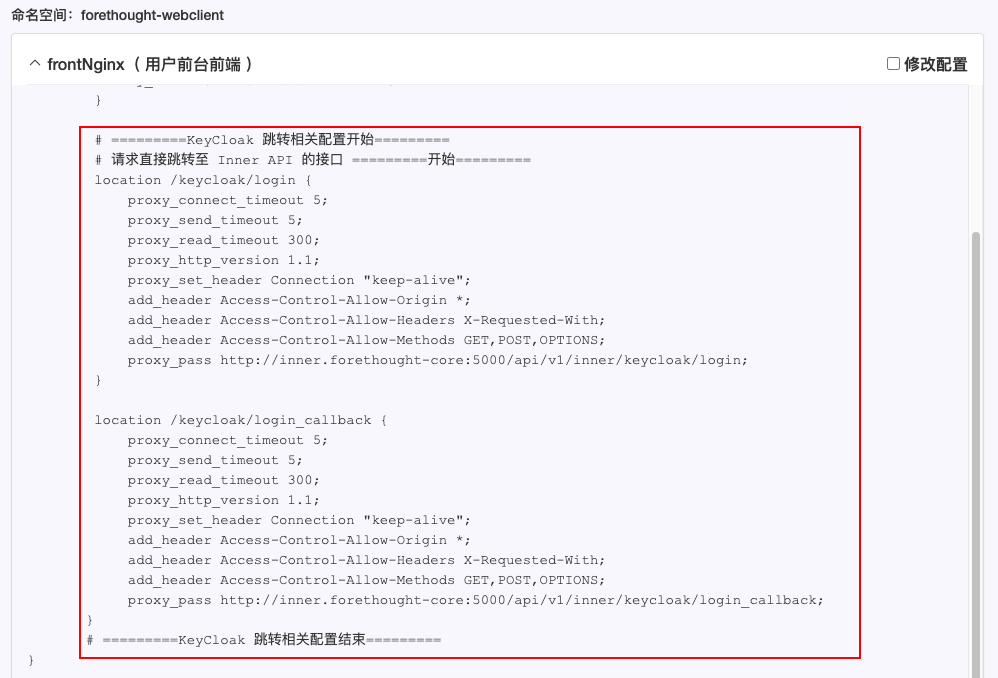 命名空间：forethought-webclient
frontNginx（用户前台前端）
修改配置
}
# =========KeyCloak 跳转相关配置开始=========
# 请求直接跳转至 Inner API 的接口 =========开始=========
location /keycloak/login {
proxy_connect_timeout 5;
proxy_send_timeout 5;
proxy_read_timeout 300;
proxy_http_version 1.1;
proxy_set_header Connection "keep-alive";
add_header Access-Control-Allow-Origin *;
add_header Access-Control-Allow-Headers X-Requested-With;
add_header Access-Control-Allow-Methods GET,POST,OPTIONS;
proxy_pass http://inner.forethought-core:5000/api/v1/inner/keycloak/login;
}
location /keycloak/login_callback {
proxy_connect_timeout 5;
proxy_send_timeout 5;
proxy_read_timeout 300;
proxy_http_version 1.1;
proxy_set_header Connection "keep-alive";
add_header Access-Control-Allow-Origin *;
add_header Access-Control-Allow-Headers X-Requested-With;
add_header Access-Control-Allow-Methods GET,POST,OPTIONS;
proxy_pass http://inner.forethought-core:5000/api/v1/inner/keycloak/login_callback;
}
# =========KeyCloak 跳转相关配置结束=========
}